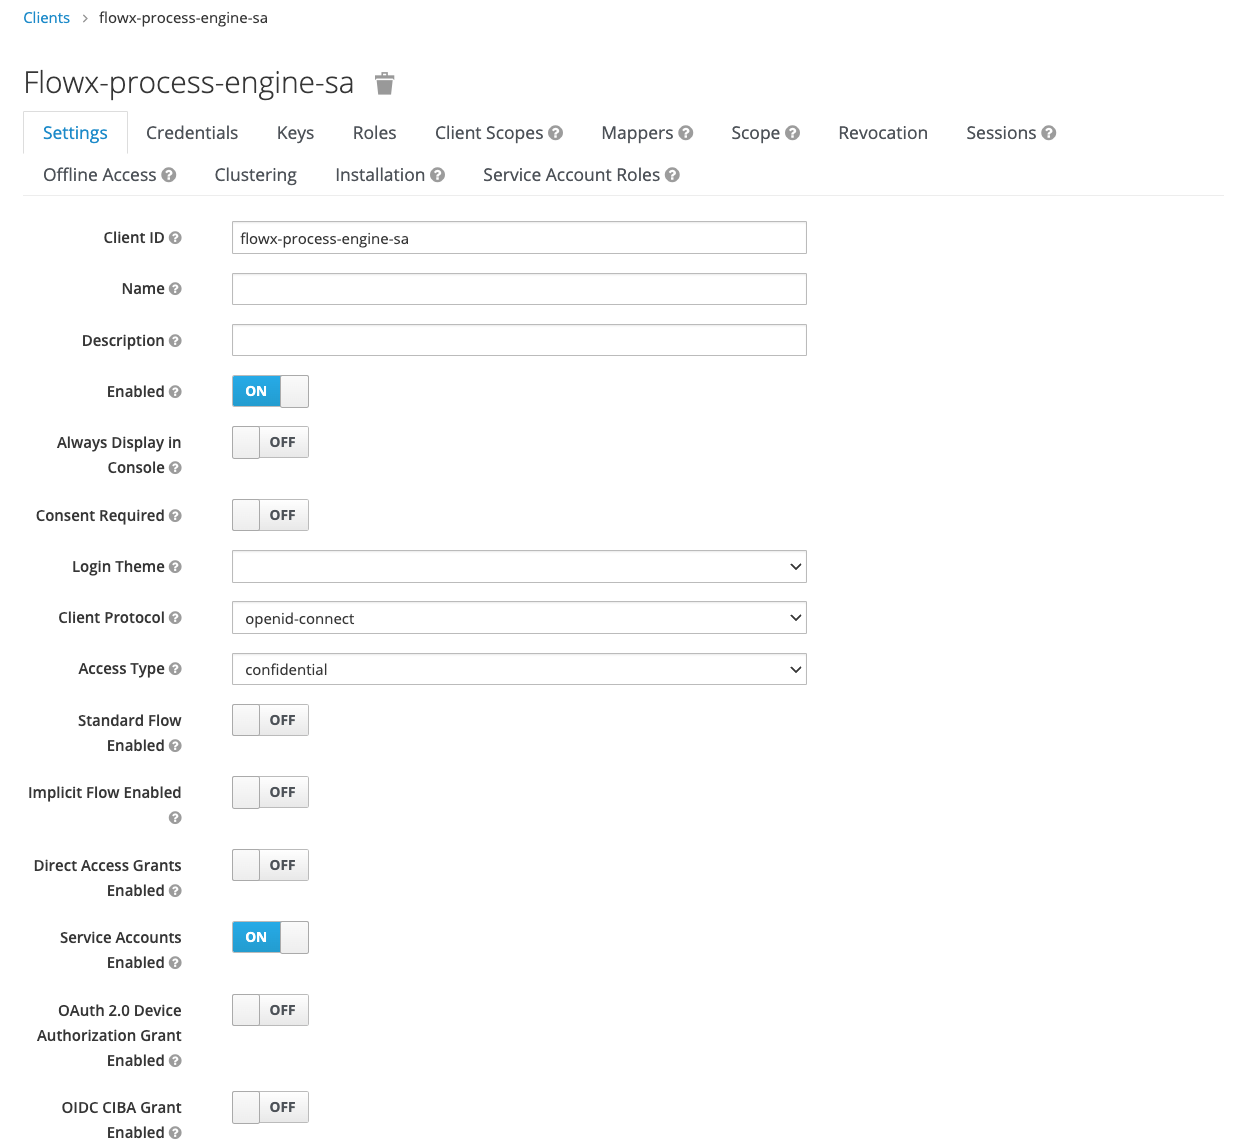 Clients > flowx-process-engine-sa
Flowx-process-engine-sa
Settings Credentials Keys Roles Client Scopes Mappers Scope Revocation Sessions
Offline Access Clustering Installation Service Account Roles
Client ID flowx-process-engine-sa
Name
Description
Enabled ON
Always Display in OFF
Console
Consent Required OFF
Login Theme
Client Protocol openid-connect
Access Type confidential
Standard Flow OFF
Enabled
Implicit Flow Enabled OFF
Direct Access Grants OFF
Enabled
Service Accounts ON
Enabled
OAuth 2.0 Device OFF
Authorization Grant
Enabled
OIDC CIBA Grant OFF
Enabled